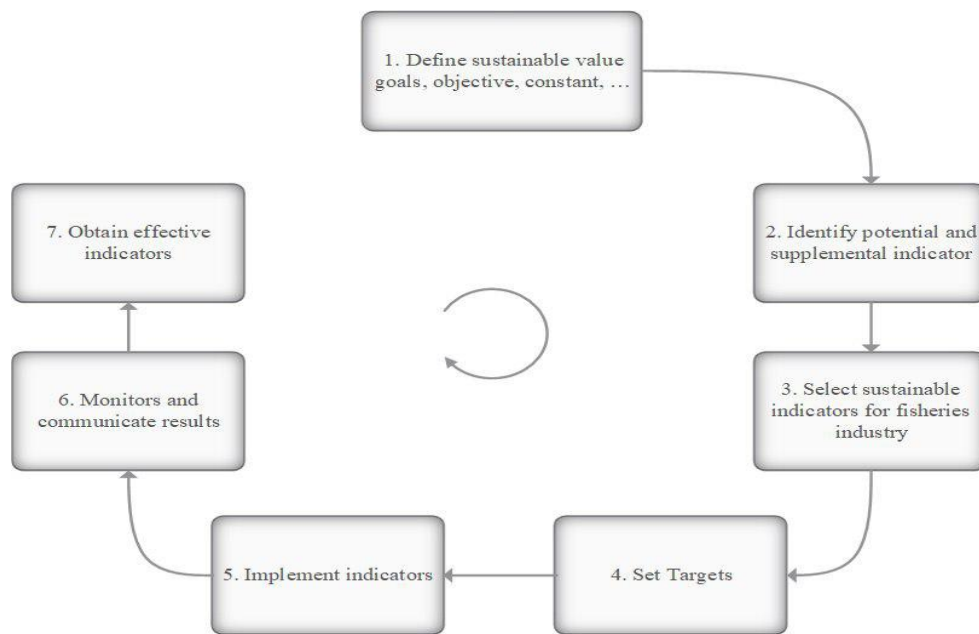 1. Define sustainable value
goals, objective, constant, …
2. Identify potential and
supplemental indicator
3. Select sustainable
indicators for fisheries
industry
4. Set Targets
5. Implement indicators
6. Monitors and
communicate results
7. Obtain effective
indicators